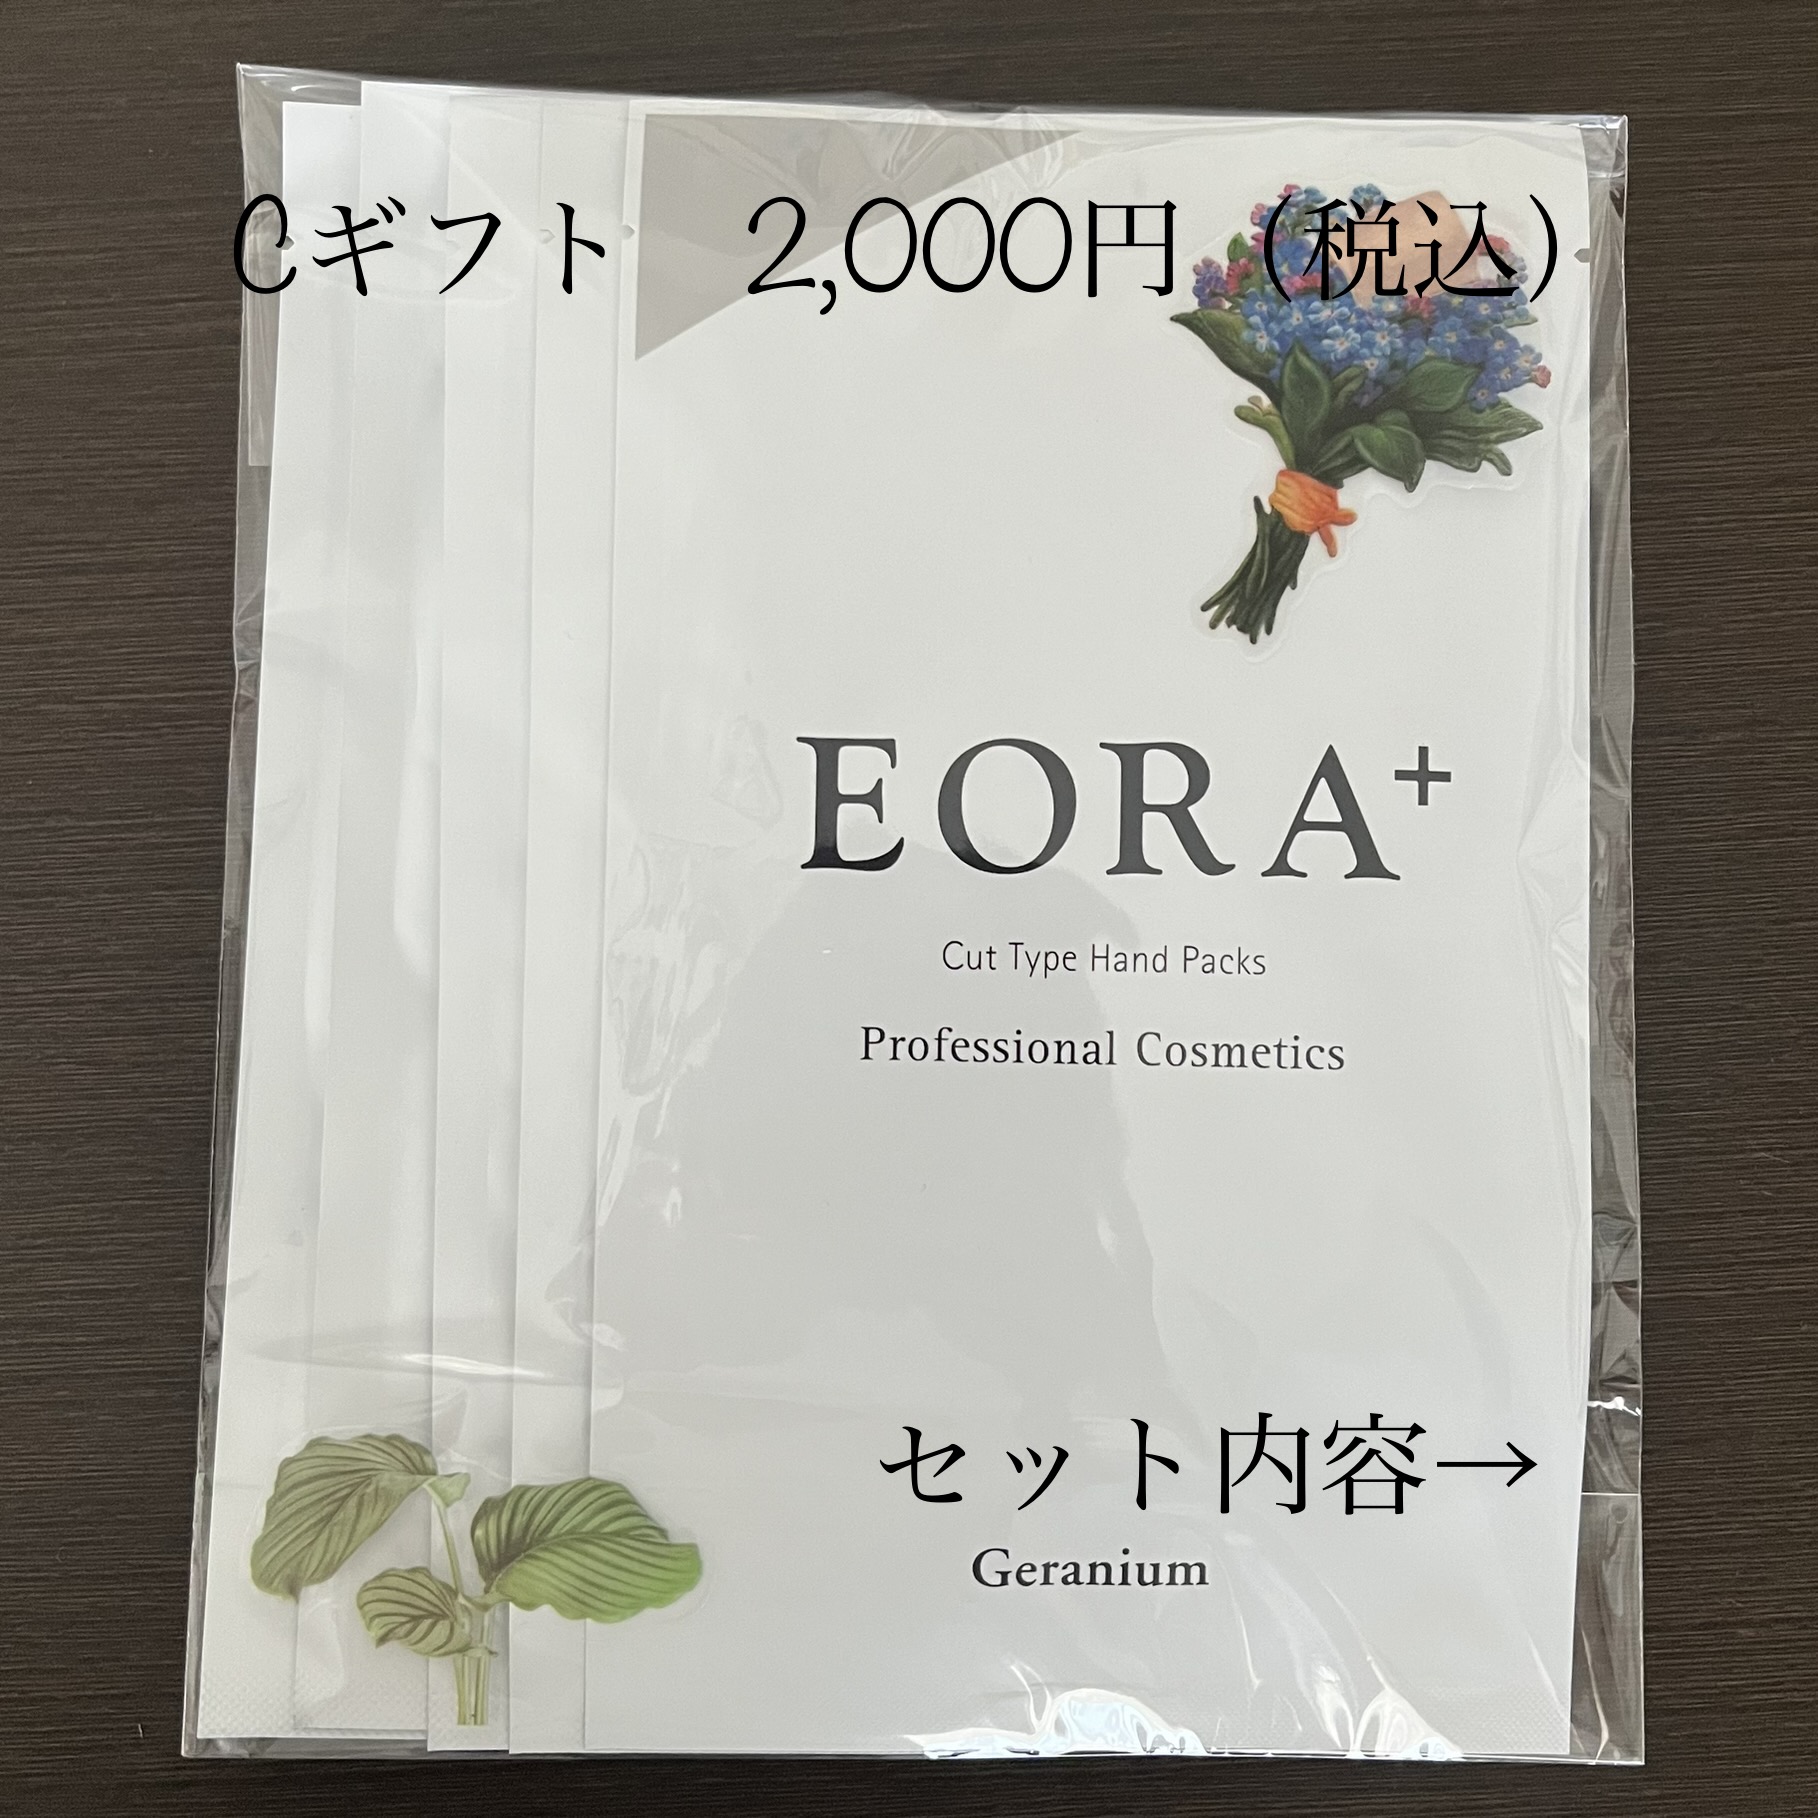 Cギフト　2,000円（税込）
EORA+
Cut Type Hand Packs
Professional Cosmetics
セット内容→
Geranium